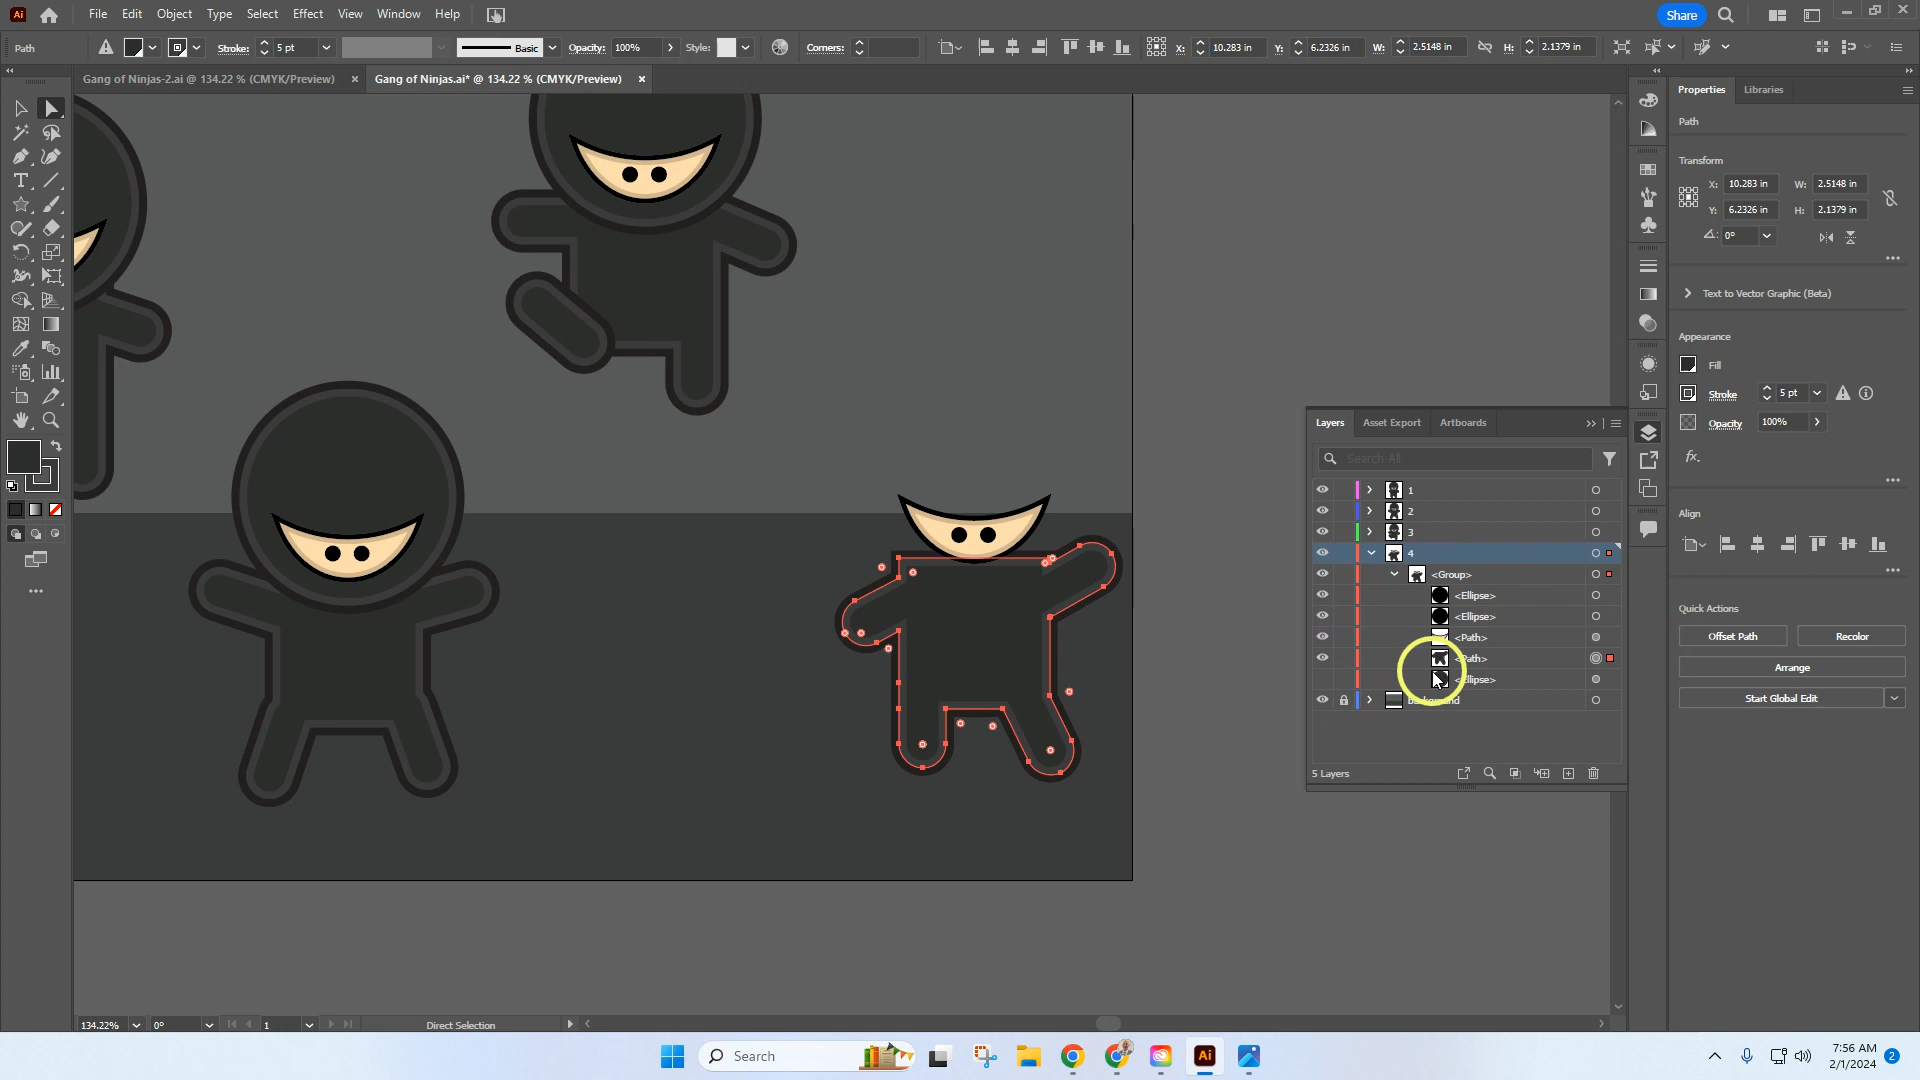 Ai File Edit Object Type Select Effect View Window Help Share
Path Stroke: 5 pt Basic Opacity: 100% Style: Corners: X: 10.283 in Y: 6.2326 in W: 2.5148 in H: 2.1379 in
Gang of Ninjas-2.ai @ 134.22 % (CMYK/Preview) × Gang of Ninjas.ai* @ 134.22 % (CMYK/Preview) ×
Properties Libraries
Path
Transform
X: 10.283 in W: 2.5148 in
Y: 6.2326 in H: 2.1379 in
0°
Text to Vector Graphic (Beta)
Appearance
Fill
Stroke 5 pt
Opacity 100%
fx.
Align
Quick Actions
Offset Path Recolor
Arrange
Start Global Edit
Layers Asset Export Artboards
Search All
1
2
3
4
<Group>
<Ellipse>
<Ellipse>
<Path>
<Path>
<Ellipse>
5 Layers
134.22% 0° 1 Direct Selection
Search
Ai
7:56 AM
2/1/2024 2